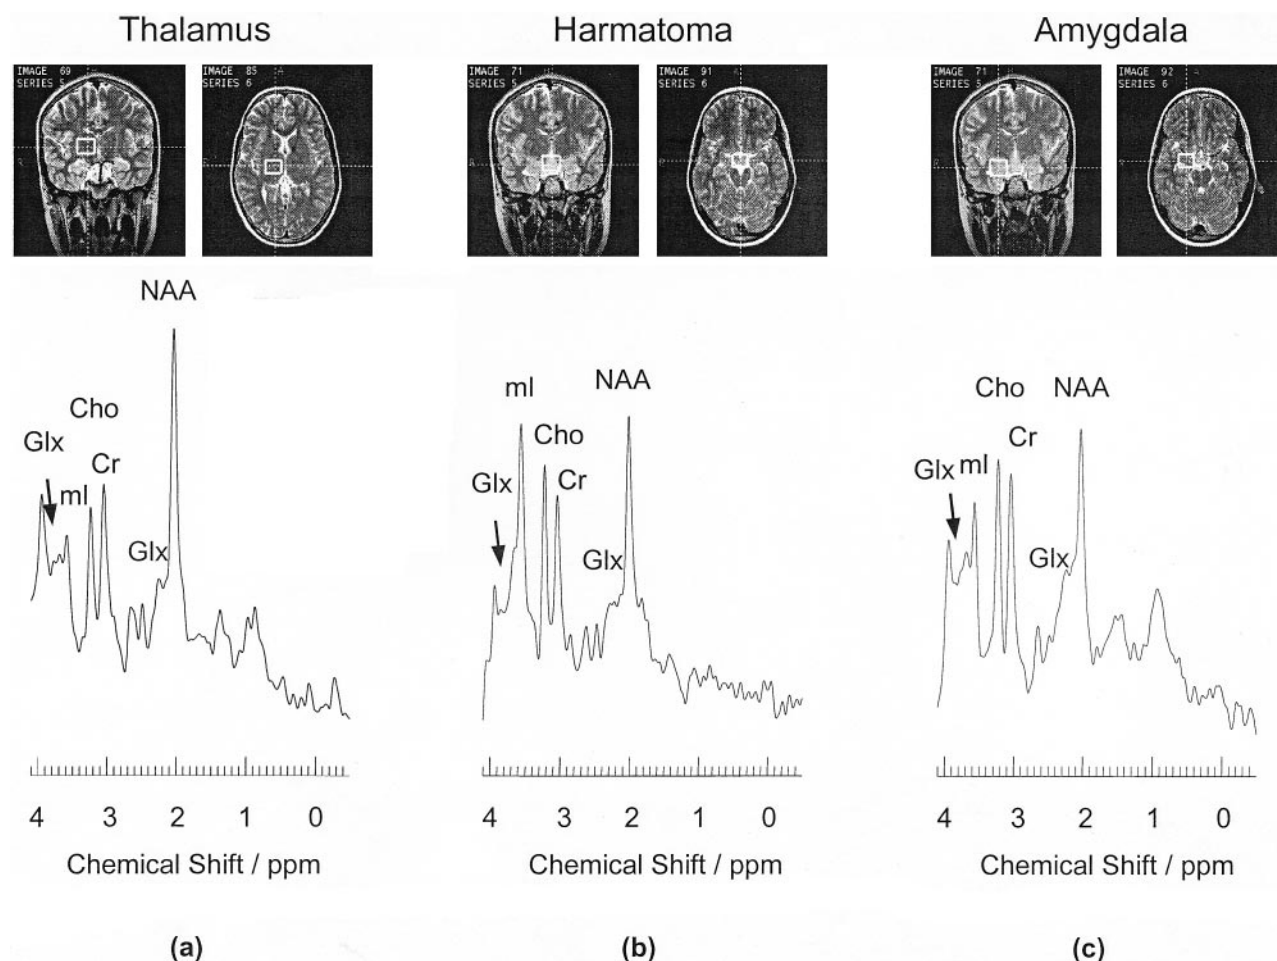 Thalamus
Harmatoma
Amygdala
IMAGE 69
SERIES 5
IMAGE 85
SERIES 6
IMAGE 71
SERIES 5
IMAGE 91
SERIES 6
IMAGE 71
SERIES 5
IMAGE 92
SERIES 6
NAA
Cho
Glx
Cr
mI
Glx
NAA
mI
Cho
Glx
Cr
Glx
Cho
NAA
Cr
Glx
mI
Glx
4 3 2 1 0
Chemical Shift / ppm
4 3 2 1 0
Chemical Shift / ppm
4 3 2 1 0
Chemical Shift / ppm
(a)
(b)
(c)